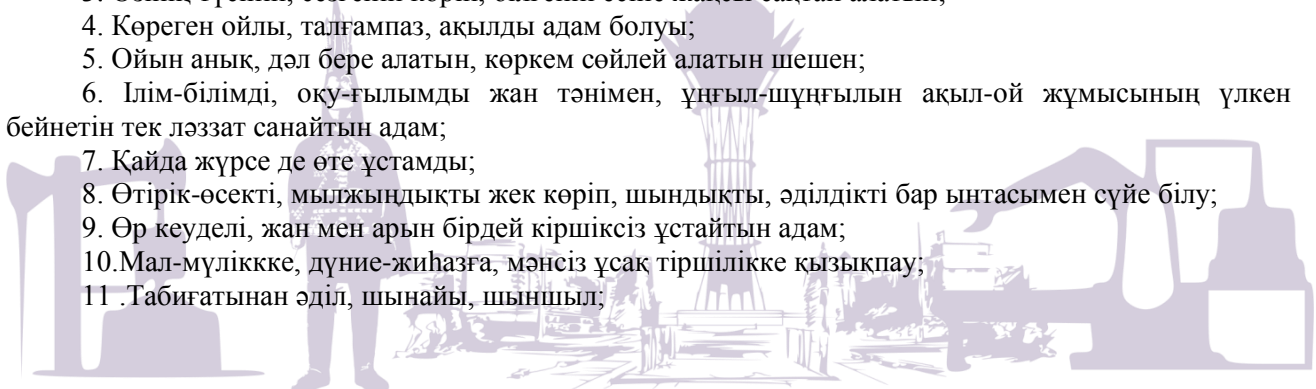 4. Көреген ойлы, талғампаз, ақылды адам болуы;
5. Ойын анық, дәл бере алатын, көркем сөйлей алатын шешен;
6. Ілім-білімді, оқу-ғылымды жан тәнімен, ұңғыл-шұңғылын ақыл-ой жұмысының үлкен
бейнетін тек ләззат санайтын адам;
7. Қайда жүрсе де өте ұстамды;
8. Өтірік-өсекті, мылжыңдықты жек көріп, шындықты, әділдікті бар ынтасымен сүйе білу;
9. Өр кеуделі, жан мен арын бірдей кіршіксіз ұстайтын адам;
10.Мал-мүліккке, дүние-жиһазға, мәнсіз ұсақ тіршілікке қызықпау;
11 .Табиғатынан әділ, шынайы, шыншыл;